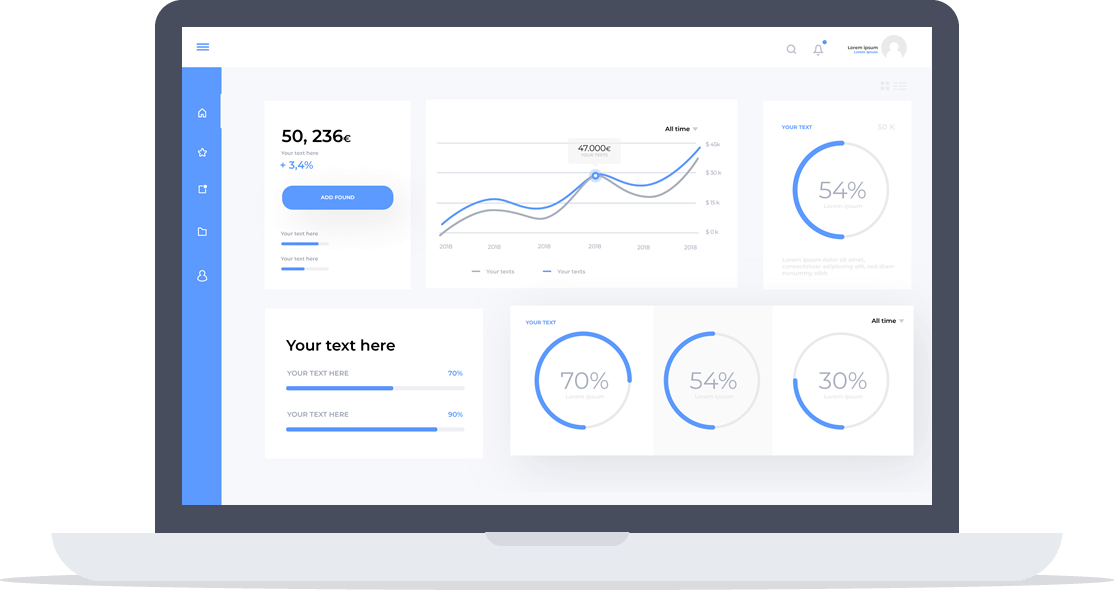 Lorem ipsum
Lorem ipsum
50, 236€
Your text here
+ 3,4%
ADD FOUND
Your text here
Your text here
All time
47.000€
YOUR TEXTS
$ 45k
$ 30k
$ 15 k
$ 0 k
2018 2018 2018 2018 2018 2018
Your texts Your texts
YOUR TEXT
50 X
54%
Lorem ipsum
Lorem ipsum dolor sit amet,
consectetuer adipiscing elit, sed diam
nonummy nibh
Your text here
YOUR TEXT HERE 70%
YOUR TEXT HERE 90%
YOUR TEXT
All time
70% 54% 30%
Lorem ipsum Lorem ipsum Lorem ipsum